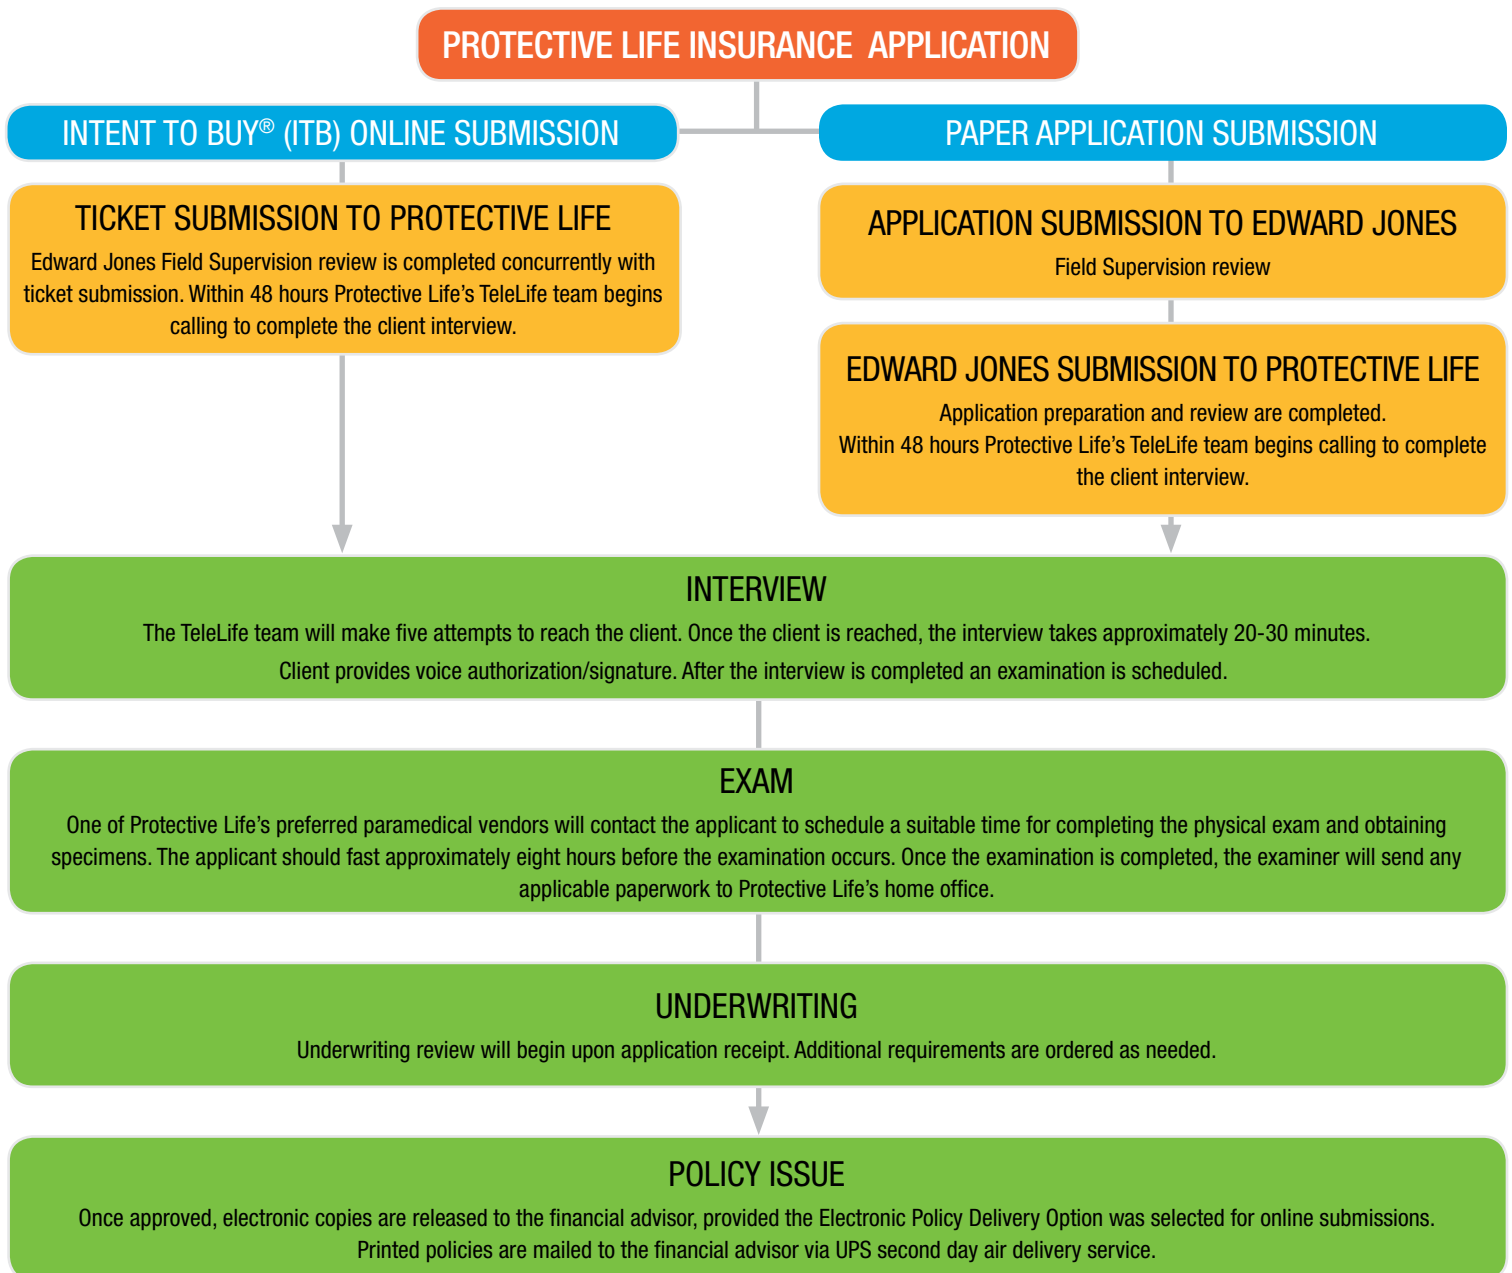 PROTECTIVE LIFE INSURANCE APPLICATION
INTENT TO BUY® (ITB) ONLINE SUBMISSION
TICKET SUBMISSION TO PROTECTIVE LIFE
Edward Jones Field Supervision review is completed concurrently with
ticket submission. Within 48 hours Protective Life's TeleLife team begins
calling to complete the client interview.
PAPER APPLICATION SUBMISSION
APPLICATION SUBMISSION TO EDWARD JONES
Field Supervision review
EDWARD JONES SUBMISSION TO PROTECTIVE LIFE
Application preparation and review are completed.
Within 48 hours Protective Life's TeleLife team begins calling to complete
the client interview.
INTERVIEW
The TeleLife team will make five attempts to reach the client. Once the client is reached, the interview takes approximately 20-30 minutes.
Client provides voice authorization/signature. After the interview is completed an examination is scheduled.
EXAM
One of Protective Life's preferred paramedical vendors will contact the applicant to schedule a suitable time for completing the physical exam and obtaining
specimens. The applicant should fast approximately eight hours before the examination occurs. Once the examination is completed, the examiner will send any
applicable paperwork to Protective Life's home office.
UNDERWRITING
Underwriting review will begin upon application receipt. Additional requirements are ordered as needed.
POLICY ISSUE
Once approved, electronic copies are released to the financial advisor, provided the Electronic Policy Delivery Option was selected for online submissions.
Printed policies are mailed to the financial advisor via UPS second day air delivery service.